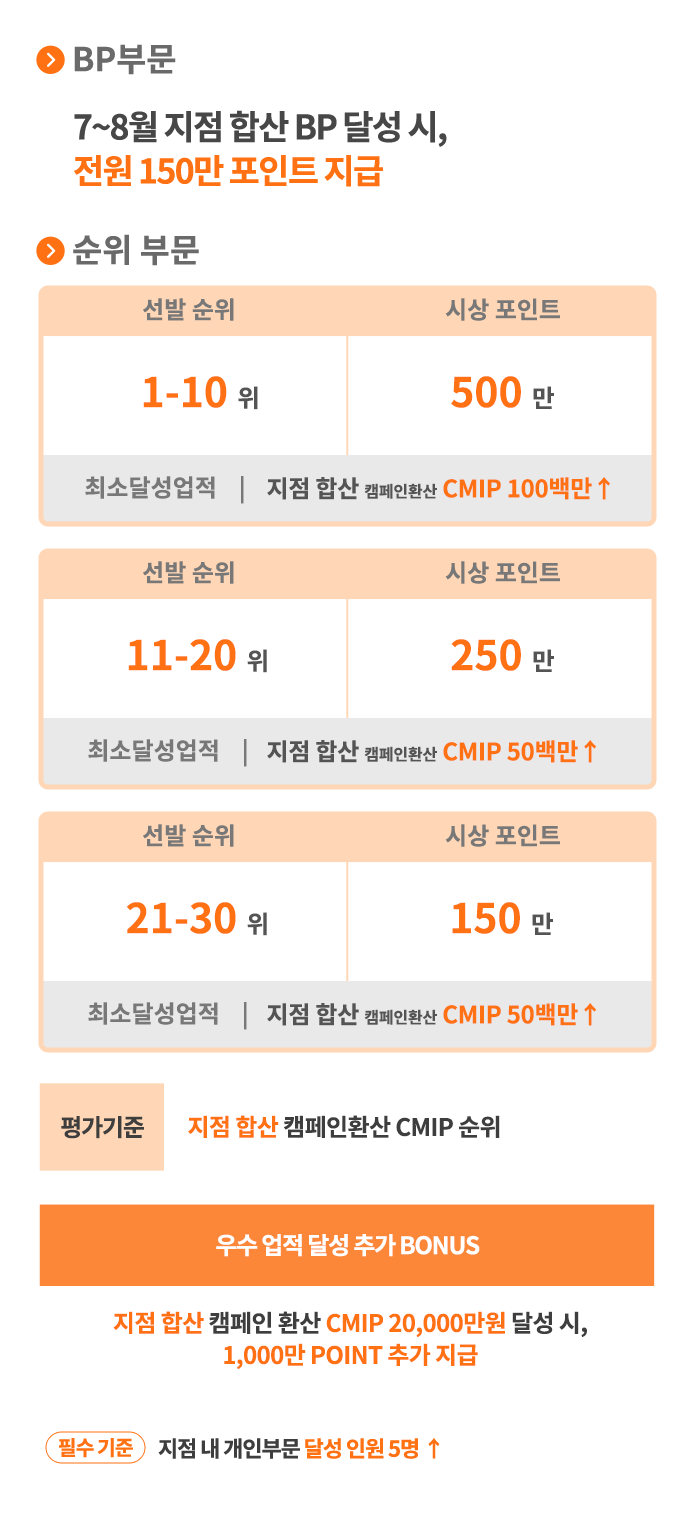 BP부문
7~8월 지점 합산 BP 달성 시,
전원 150만 포인트 지급
순위 부문
선발 순위 시상 포인트
1-10 위 500 만
최소달성업적 | 지점 합산 캠페인환산 CMIP 100백만↑
선발 순위 시상 포인트
11-20 위 250 만
최소달성업적 | 지점 합산 캠페인환산 CMIP 50백만↑
선발 순위 시상 포인트
21-30 위 150 만
최소달성업적 | 지점 합산 캠페인환산 CMIP 50백만↑
평가기준 지점 합산 캠페인환산 CMIP 순위
우수 업적 달성 추가 BONUS
지점 합산 캠페인 환산 CMIP 20,000만원 달성 시,
1,000만 POINT 추가 지급
필수 기준 지점 내 개인부문 달성 인원 5명 ↑